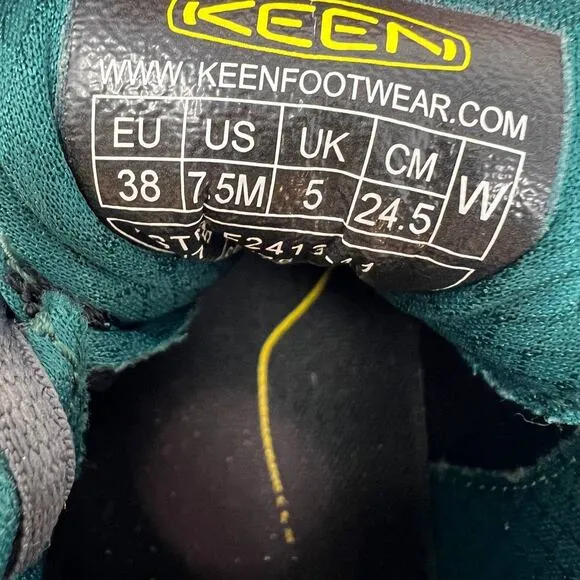 KEEN
WWW.KEENFOOTWEAR.COM
EU US UK CM W
38 7.5M 5 24.5